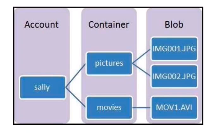 Account Container Blob
sally
pictures
movies
IMG001.JPG
IMG002.JPG
MOV1.AVI